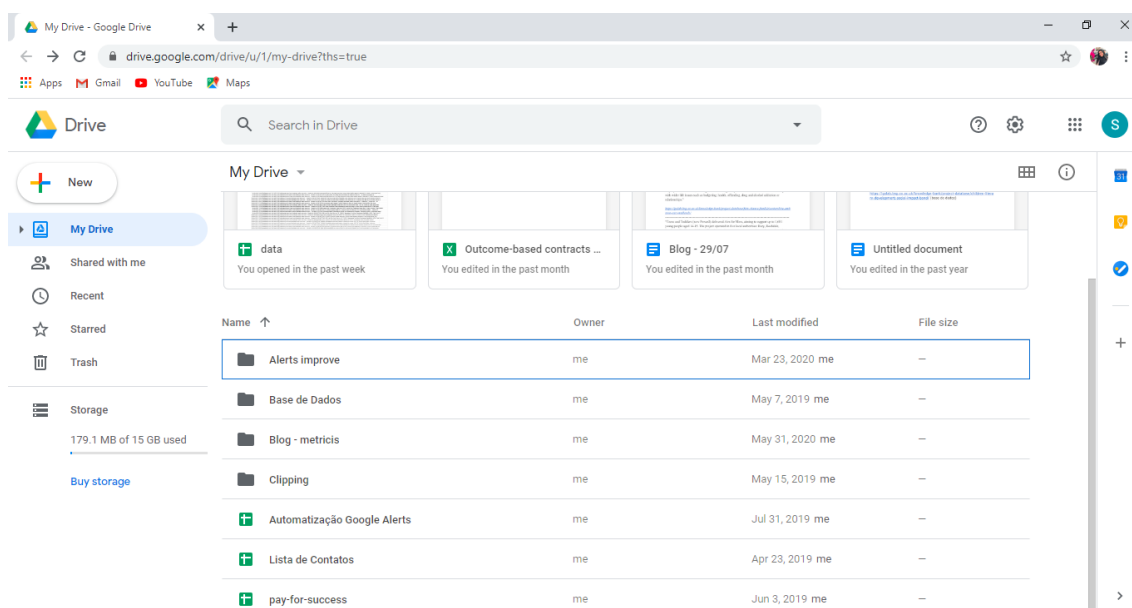 My Drive - Google Drive
drive.google.com/drive/u/1/my-drive?ths=true
Apps Gmail YouTube Maps
Drive
Search in Drive
S
New
My Drive
31
My Drive
Shared with me
Recent
Starred
Trash
Storage
179.1 MB of 15 GB used
Buy storage
data
You opened in the past week
X Outcome-based contracts ...
You edited in the past month
Blog - 29/07
You edited in the past month
Untitled document
You edited in the past year
Name Owner Last modified File size
Alerts improve me Mar 23, 2020 me –
Base de Dados me May 7, 2019 me –
Blog - metricis me May 31, 2020 me –
Clipping me May 15, 2019 me –
Automatização Google Alerts me Jul 31, 2019 me –
Lista de Contatos me Apr 23, 2019 me –
pay-for-success me Jun 3, 2019 me –